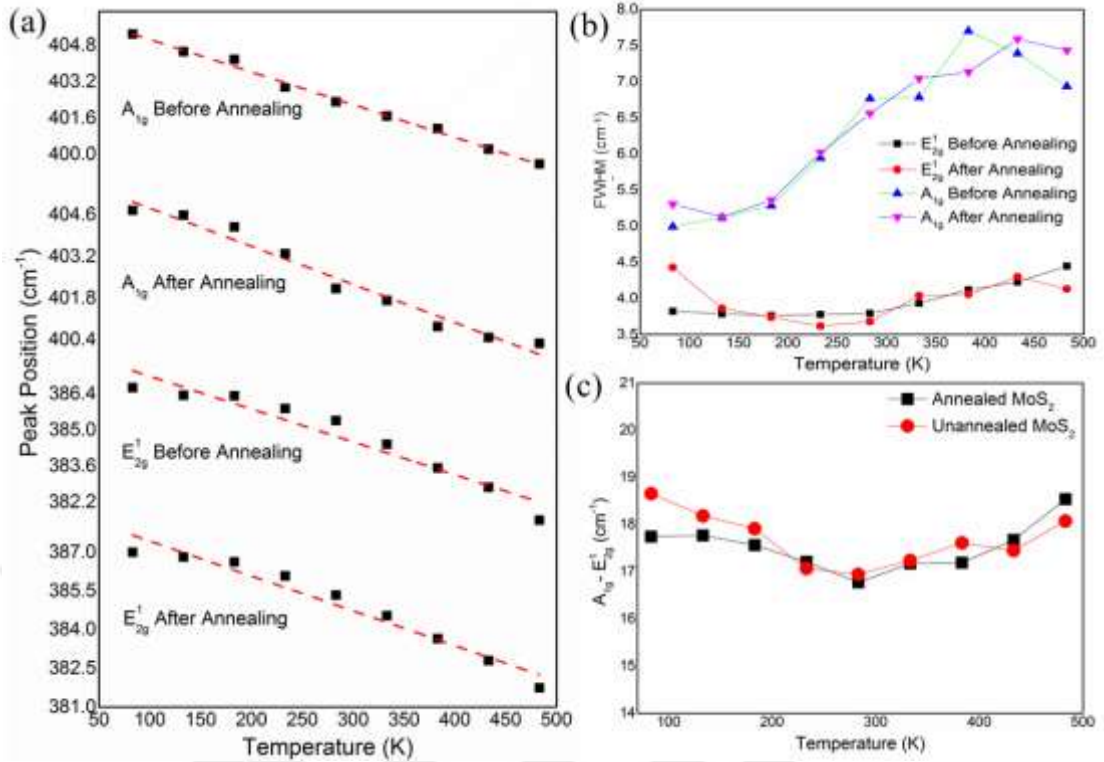 (a)
404.8
403.2
401.6
400.0
404.6
403.2
401.8
400.4
386.4
385.0
383.6
382.2
387.0
385.5
384.0
382.5
381.0
Peak Position (cm⁻¹)
A₁g Before Annealing
A₁g After Annealing
E¹₂g Before Annealing
E¹₂g After Annealing
50 100 150 200 250 300 350 400 450 500
Temperature (K)
(b)
8.0
7.5
7.0
6.5
6.0
5.5
5.0
4.5
4.0
3.5
FWHM (cm⁻¹)
E¹₂g Before Annealing
E¹₂g After Annealing
A₁g Before Annealing
A₁g After Annealing
50 100 150 200 250 300 350 400 450 500
Temperature (K)
(c)
21
20
19
18
17
16
15
14
A₁g - E¹₂g (cm⁻¹)
Annealed MoS₂
Unannealed MoS₂
100 200 300 400 500
Temperature (K)